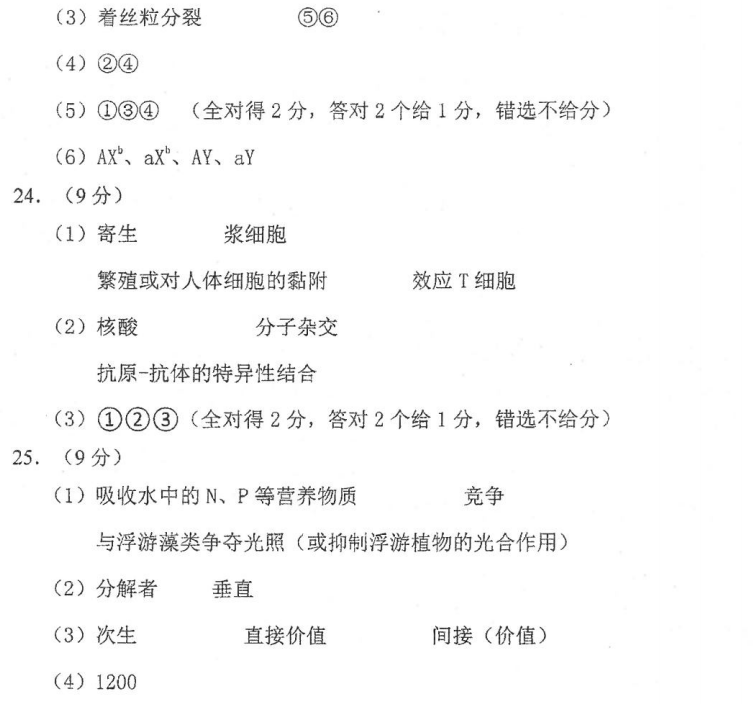 (3) 着丝粒分裂 ⑤⑥
(4) ②④
(5) ①③④ (全对得 2 分，答对 2 个给 1 分，错选不给分)
(6) AXᵇ、aXᵇ、AY、aY
24. (9 分)
(1) 寄生 浆细胞
繁殖或对人体细胞的黏附 效应 T 细胞
(2) 核酸 分子杂交
抗原-抗体的特异性结合
(3) ①②③ (全对得 2 分，答对 2 个给 1 分，错选不给分)
25. (9 分)
(1) 吸收水中的 N、P 等营养物质 竞争
与浮游藻类争夺光照（或抑制浮游植物的光合作用）
(2) 分解者 垂直
(3) 次生 直接价值 间接（价值）
(4) 1200